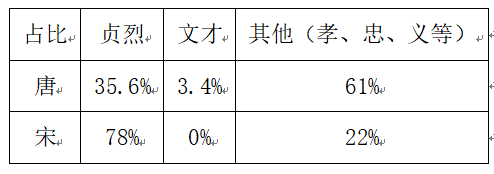 占比 贞烈 文才 其他（孝、忠、义等）
唐 35.6% 3.4% 61%
宋 78% 0% 22%